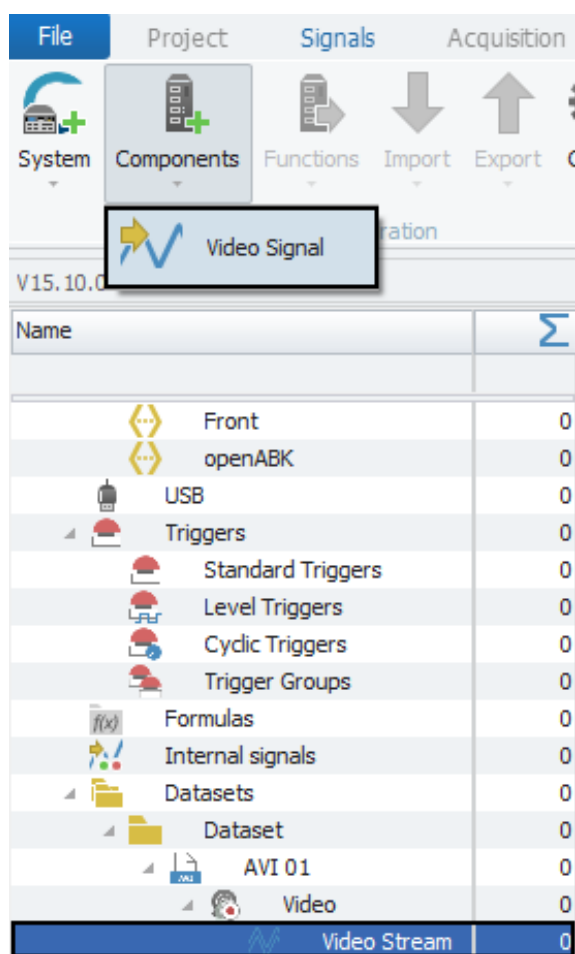 File Project Signals Acquisition
System Components Functions Import Export
Video Signal
ration
V15.10.0
Name Σ
Front 0
openABK 0
USB 0
Triggers 0
Standard Triggers 0
Level Triggers 0
Cyclic Triggers 0
Trigger Groups 0
f(x) Formulas 0
Internal signals 0
Datasets 0
Dataset 0
AVI 01 0
Video 0
Video Stream 0